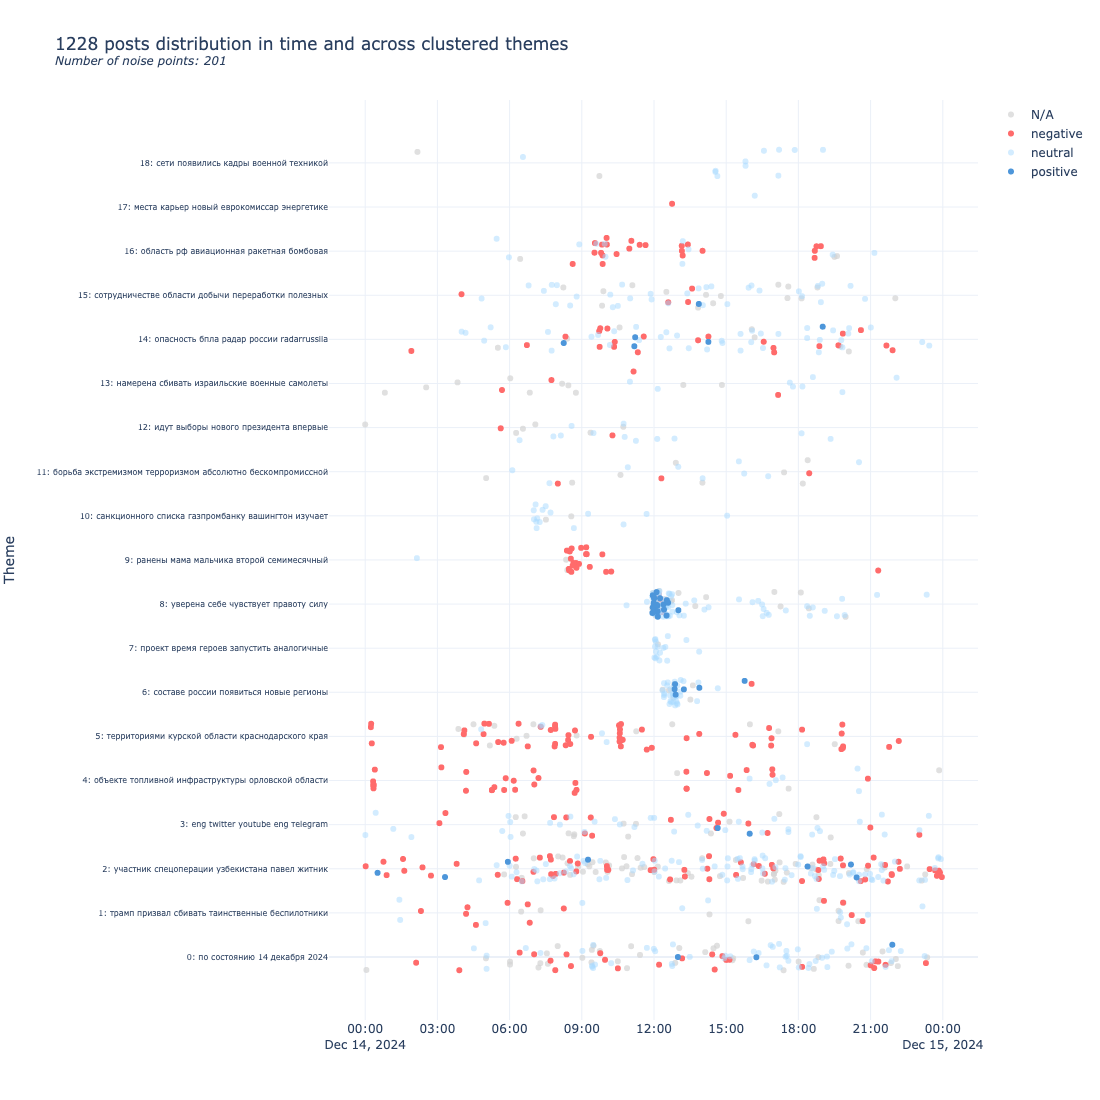 1228 posts distribution in time and across clustered themes
Number of noise points: 201
N/A
negative
neutral
positive
Theme
18: сети появились кадры военной техникой
17: места карьер новый еврокомиссар энергетике
16: область рф авиационная ракетная бомбовая
15: сотрудничестве области добычи переработки полезных
14: опасность бпла радар россии radarrussiia
13: намерена сбивать израильские военные самолеты
12: идут выборы нового президента впервые
11: борьба экстремизмом терроризмом абсолютно бескомпромиссной
10: санкционного списка газпромбанку вашингтон изучает
9: ранены мама мальчика второй семимесячный
8: уверена себе чувствует правоту силу
7: проект время героев запустить аналогичные
6: составе россии появиться новые регионы
5: территориями курской области краснодарского края
4: объекте топливной инфраструктуры орловской области
3: eng twitter youtube eng telegram
2: участник спецоперации узбекистана павел житник
1: трамп призвал сбивать таинственные беспилотники
0: по состоянию 14 декабря 2024
00:00 03:00 06:00 09:00 12:00 15:00 18:00 21:00 00:00
Dec 14, 2024 Dec 15, 2024